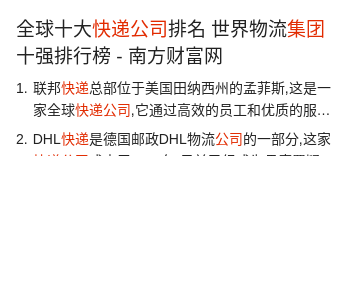 全球十大快递公司排名 世界物流集团
十强排行榜 - 南方财富网
1. 联邦快递总部位于美国田纳西州的孟菲斯,这是一
家全球快递公司,它通过高效的员工和优质的服…
2. DHL快递是德国邮政DHL物流公司的一部分,这家